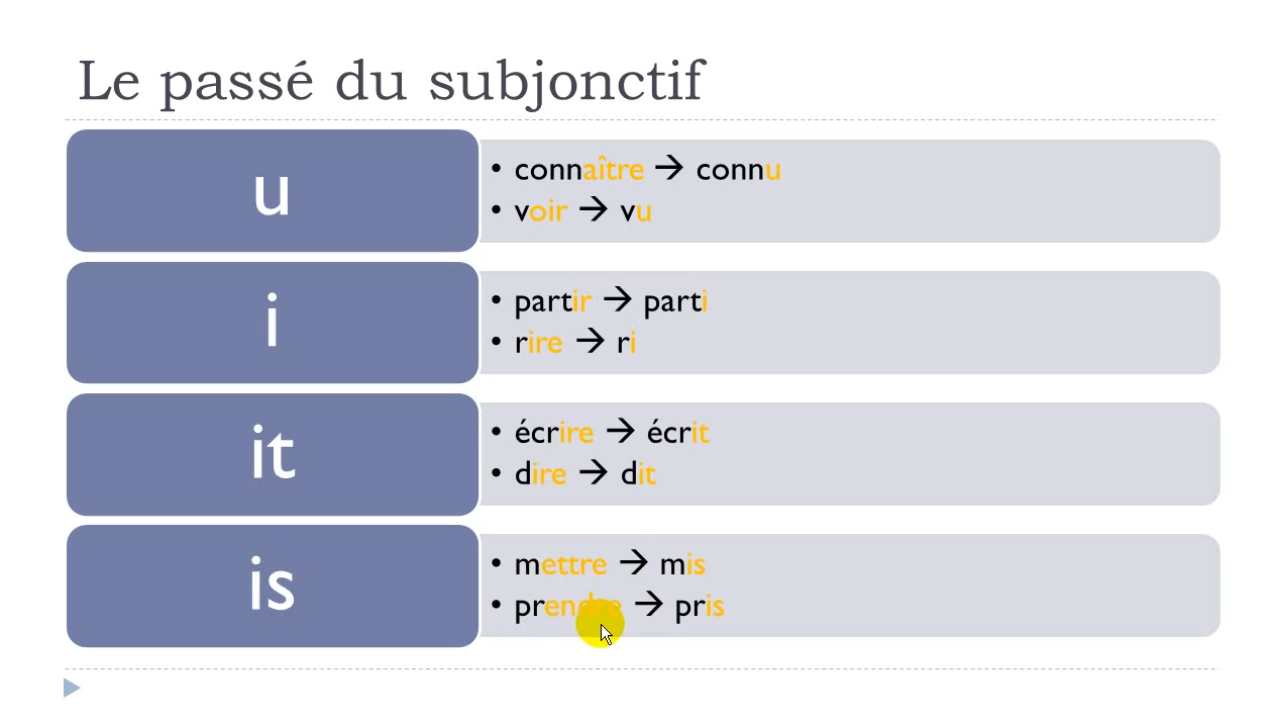 Le passé du subjonctif
u
• connaître → connu
• voir → vu
i
• partir → parti
• rire → ri
it
• écrire → écrit
• dire → dit
is
• mettre → mis
• prendre → pris